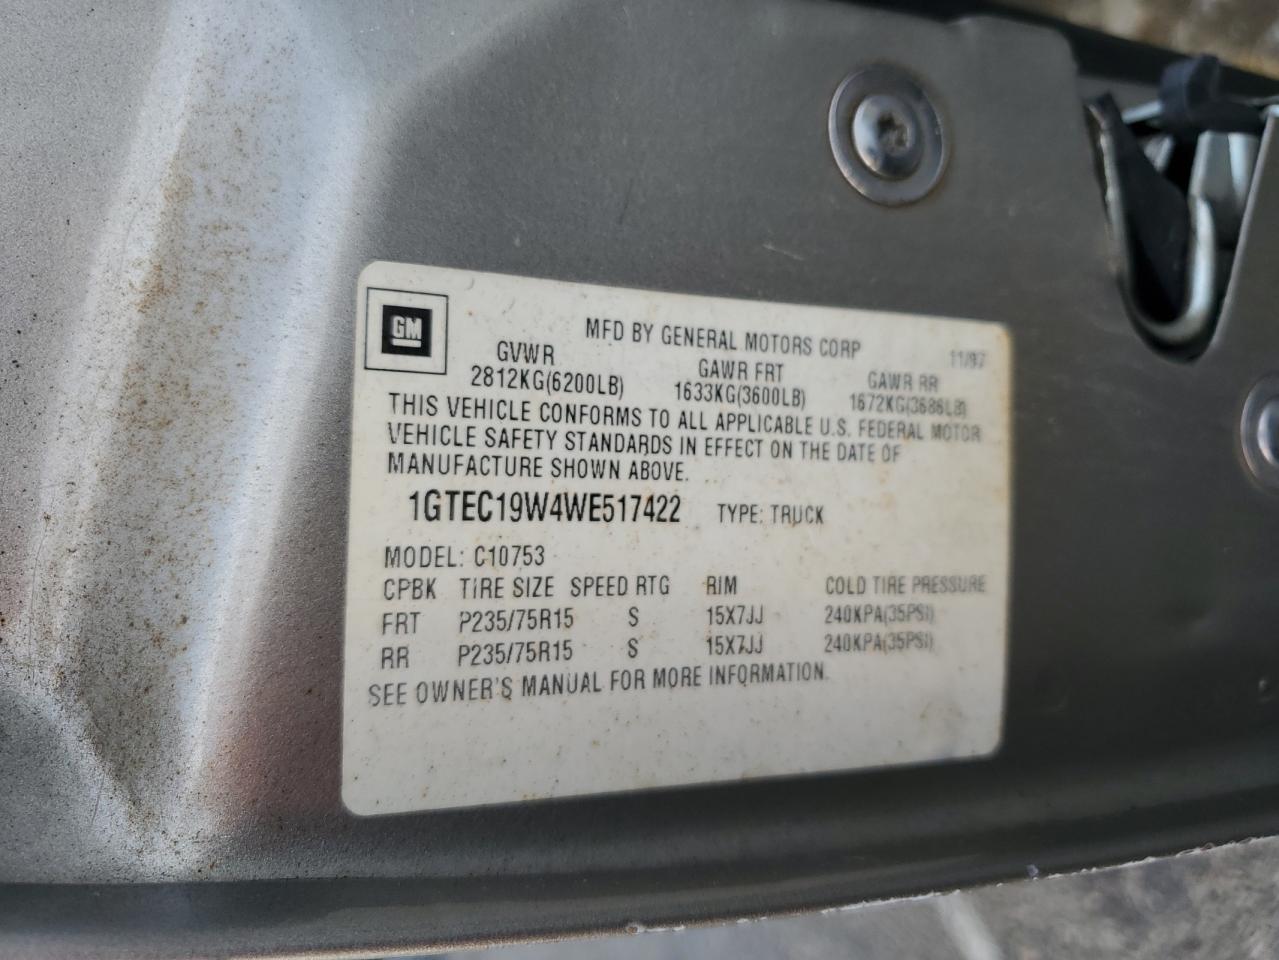 GM
MFD BY GENERAL MOTORS CORP 11/97
GVWR GAWR FRT GAWR RR
2812KG(6200LB) 1633KG(3600LB) 1672KG(3686LB)
THIS VEHICLE CONFORMS TO ALL APPLICABLE U.S. FEDERAL MOTOR
VEHICLE SAFETY STANDARDS IN EFFECT ON THE DATE OF
MANUFACTURE SHOWN ABOVE.
1GTEC19W4WE517422 TYPE: TRUCK
MODEL: C10753
CPBK TIRE SIZE SPEED RTG RIM COLD TIRE PRESSURE
FRT P235/75R15 S 15X7JJ 240KPA(35PSI)
RR P235/75R15 S 15X7JJ 240KPA(35PSI)
SEE OWNER'S MANUAL FOR MORE INFORMATION.